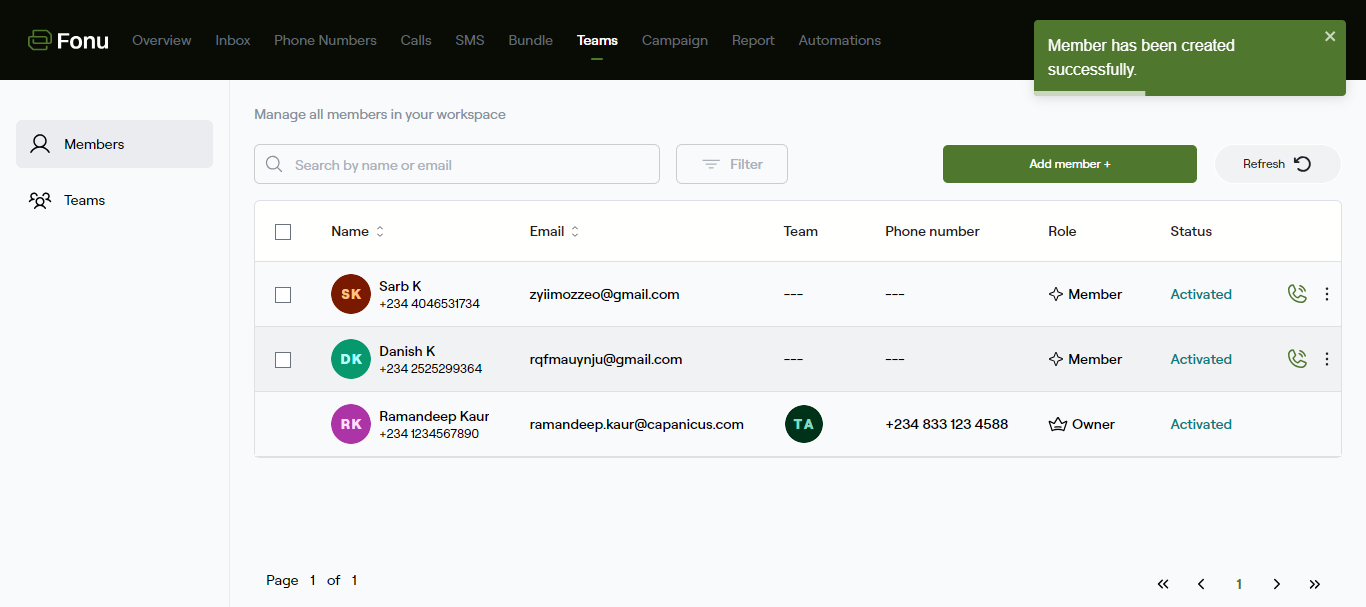 Fonu Overview Inbox Phone Numbers Calls SMS Bundle Teams Campaign Report Automations
Member has been created
successfully.
Members
Teams
Manage all members in your workspace
Search by name or email Filter Add member + Refresh
Name Email Team Phone number Role Status
SK Sarb K
+234 4046531734
zyiimozzeo@gmail.com --- --- Member Activated
DK Danish K
+234 2525299364
rqfmauynju@gmail.com --- --- Member Activated
RK Ramandeep Kaur
+234 1234567890
ramandeep.kaur@capanicus.com TA +234 833 123 4588 Owner Activated
Page 1 of 1
1